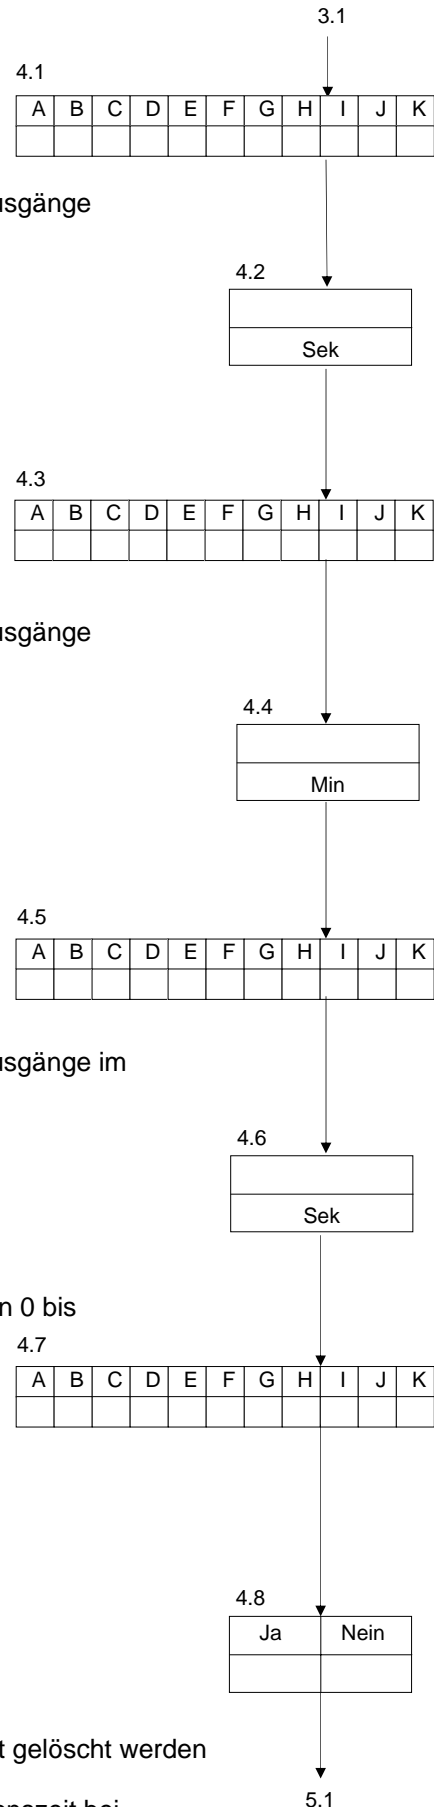 3.1
4.1
A B C D E F G H I J K
usgänge
4.2
Sek
4.3
A B C D E F G H I J K
usgänge
4.4
Min
4.5
A B C D E F G H I J K
usgänge im
4.6
Sek
n 0 bis
4.7
A B C D E F G H I J K
4.8
Ja Nein
t gelöscht werden
5.1
bei